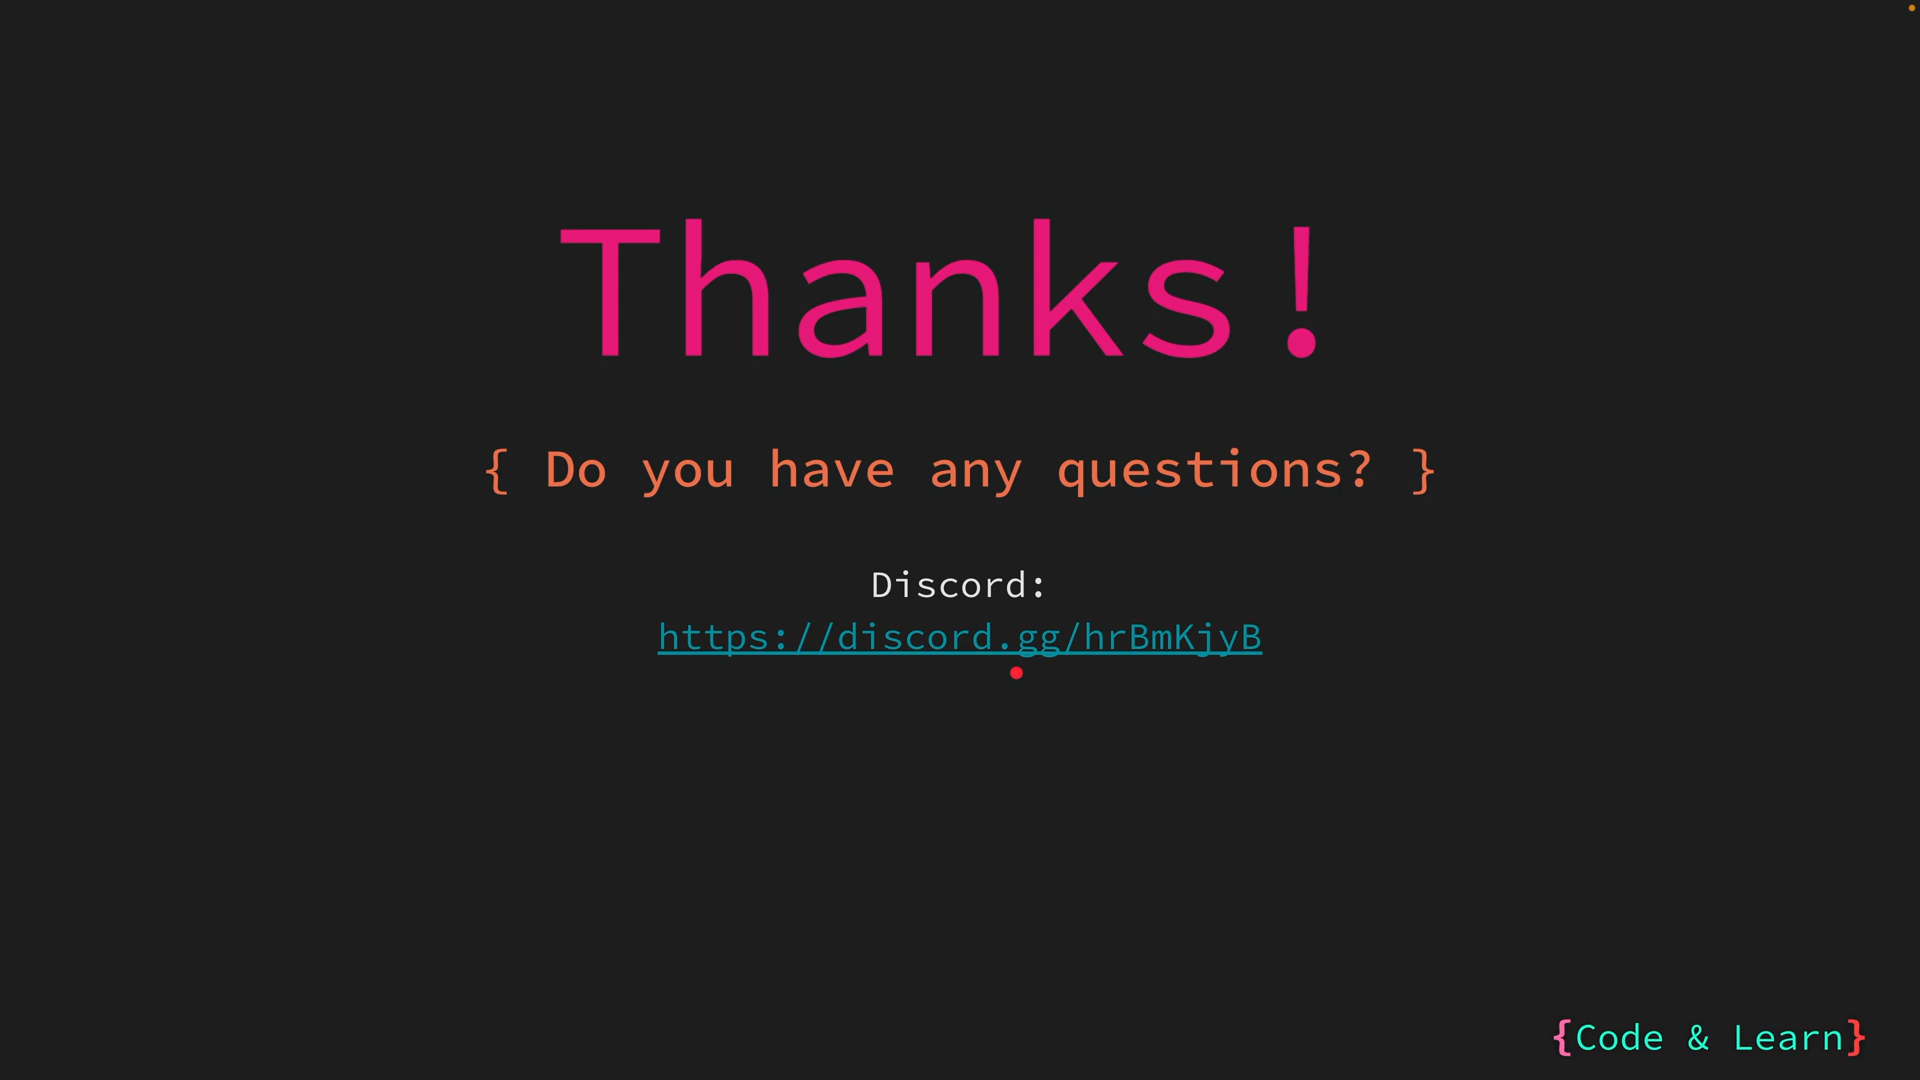 Thanks!
{ Do you have any questions? }
Discord:
https://discord.gg/hrBmKjyB
{Code & Learn}